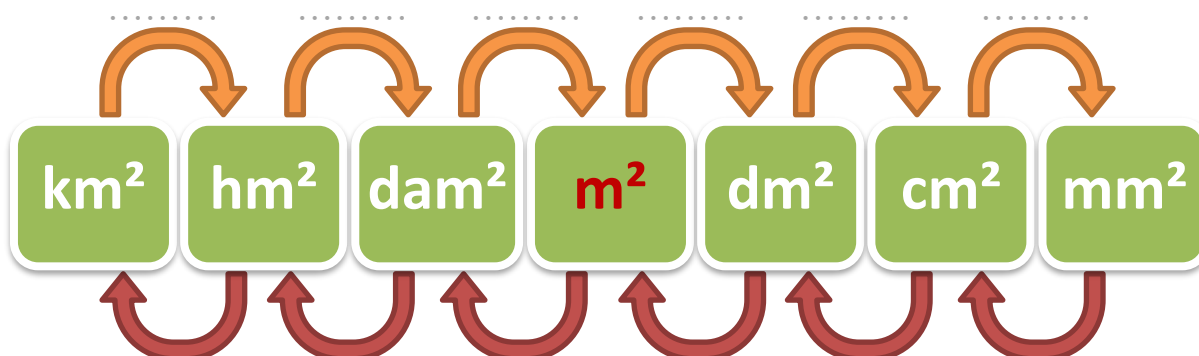 ......... ......... ......... ......... ......... .........
km² hm² dam² m² dm² cm² mm²